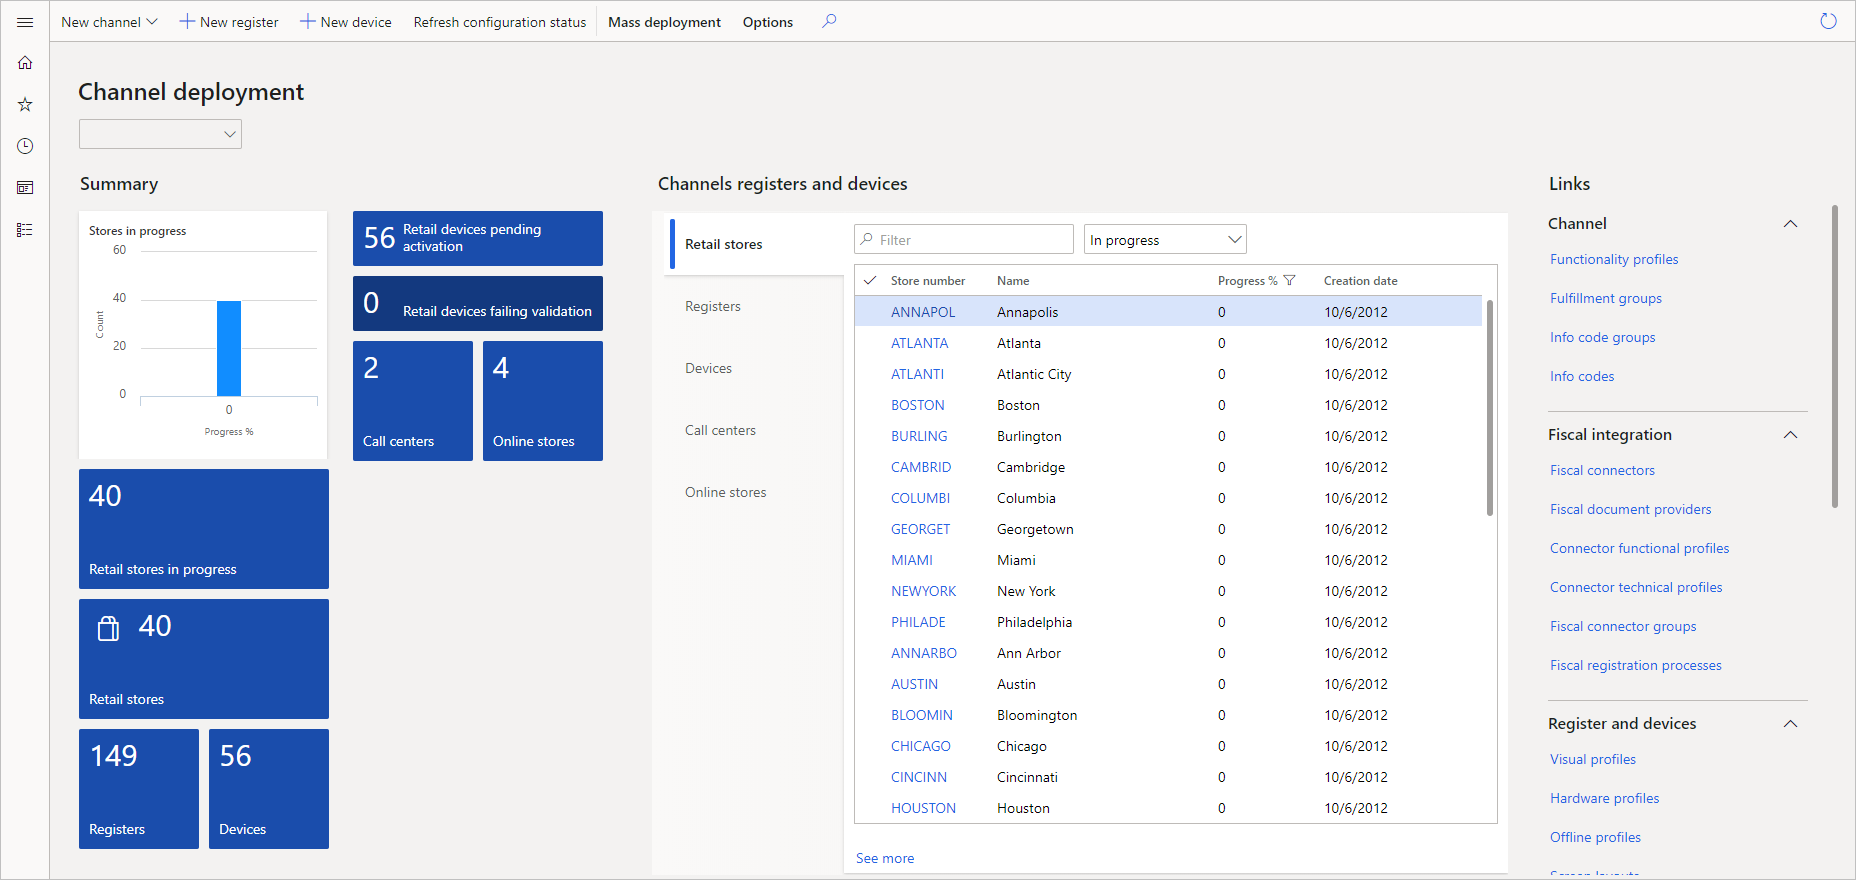 New channel
New register
New device
Refresh configuration status
Mass deployment
Options
Channel deployment
Summary
Stores in progress
60
40
20
0
Count
0
Progress %
40
Retail stores in progress
40
Retail stores
149
Registers
56
Devices
56
Retail devices pending
activation
0
Retail devices failing validation
2
Call centers
4
Online stores
Channels registers and devices
Retail stores
Registers
Devices
Call centers
Online stores
Filter
In progress
Store number Name Progress % Creation date
ANNAPOL Annapolis 0 10/6/2012
ATLANTA Atlanta 0 10/6/2012
ATLANTI Atlantic City 0 10/6/2012
BOSTON Boston 0 10/6/2012
BURLING Burlington 0 10/6/2012
CAMBRID Cambridge 0 10/6/2012
COLUMBI Columbia 0 10/6/2012
GEORGET Georgetown 0 10/6/2012
MIAMI Miami 0 10/6/2012
NEWYORK New York 0 10/6/2012
PHILADE Philadelphia 0 10/6/2012
ANNARBO Ann Arbor 0 10/6/2012
AUSTIN Austin 0 10/6/2012
BLOOMIN Bloomington 0 10/6/2012
CHICAGO Chicago 0 10/6/2012
CINCINN Cincinnati 0 10/6/2012
HOUSTON Houston 0 10/6/2012
See more
Links
Channel
Functionality profiles
Fulfillment groups
Info code groups
Info codes
Fiscal integration
Fiscal connectors
Fiscal document providers
Connector functional profiles
Connector technical profiles
Fiscal connector groups
Fiscal registration processes
Register and devices
Visual profiles
Hardware profiles
Offline profiles